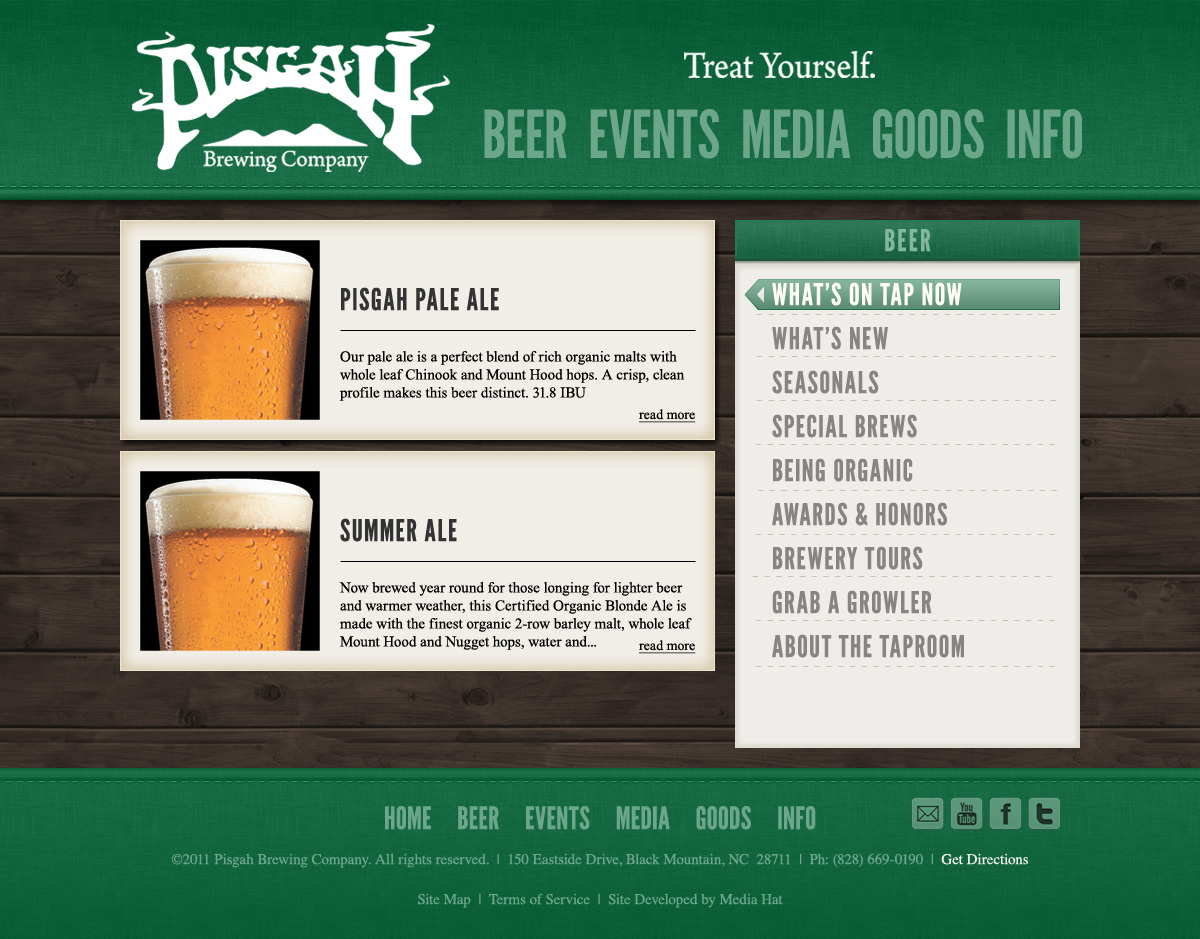 PISGAH
Brewing Company
Treat Yourself.
BEER EVENTS MEDIA GOODS INFO
PISGAH PALE ALE
Our pale ale is a perfect blend of rich organic malts with
whole leaf Chinook and Mount Hood hops. A crisp, clean
profile makes this beer distinct. 31.8 IBU
read more
SUMMER ALE
Now brewed year round for those longing for lighter beer
and warmer weather, this Certified Organic Blonde Ale is
made with the finest organic 2-row barley malt, whole leaf
Mount Hood and Nugget hops, water and...
read more
BEER
WHAT'S ON TAP NOW
WHAT'S NEW
SEASONALS
SPECIAL BREWS
BEING ORGANIC
AWARDS & HONORS
BREWERY TOURS
GRAB A GROWLER
ABOUT THE TAPROOM
HOME BEER EVENTS MEDIA GOODS INFO
You
Tube
f
t
©2011 Pisgah Brewing Company. All rights reserved. | 150 Eastside Drive, Black Mountain, NC 28711 | Ph: (828) 669-0190 | Get Directions
Site Map | Terms of Service | Site Developed by Media Hat